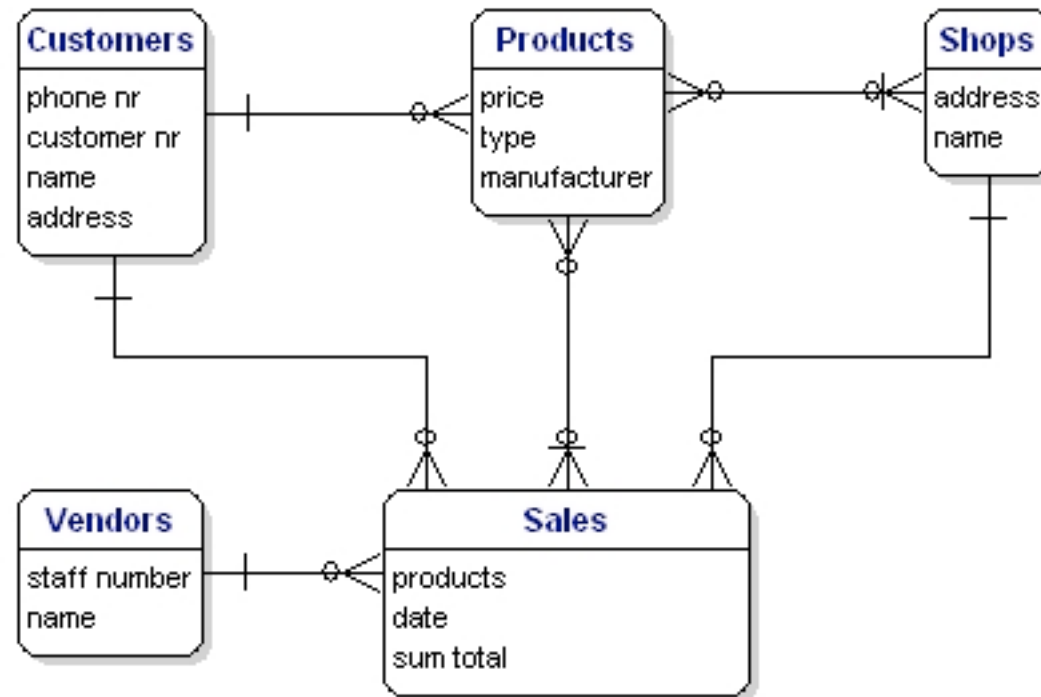 Customers
phone nr
customer nr
name
address
Products
price
type
manufacturer
Shops
address
name
Vendors
staff number
name
Sales
products
date
sum total